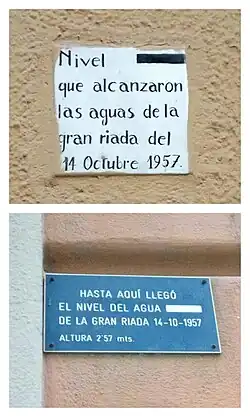 Nivel
que alcanzaron
las aguas de la
gran riada del
14 Octubre 1957.
HASTA AQUÍ LLEGÓ
EL NIVEL DEL AGUA
DE LA GRAN RIADA 14-10-1957
ALTURA 2'57 mts.